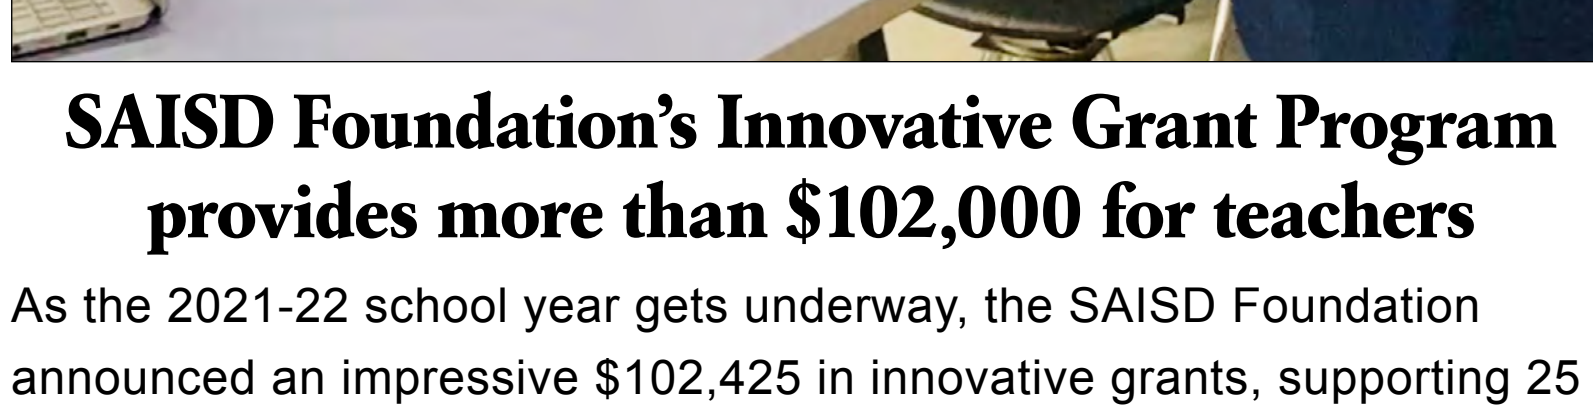 SAISD Foundation’s Innovative Grant Program
provides more than $102,000 for teachers
As the 2021-22 school year gets underway, the SAISD Foundation
announced an impressive $102,425 in innovative grants, supporting 25